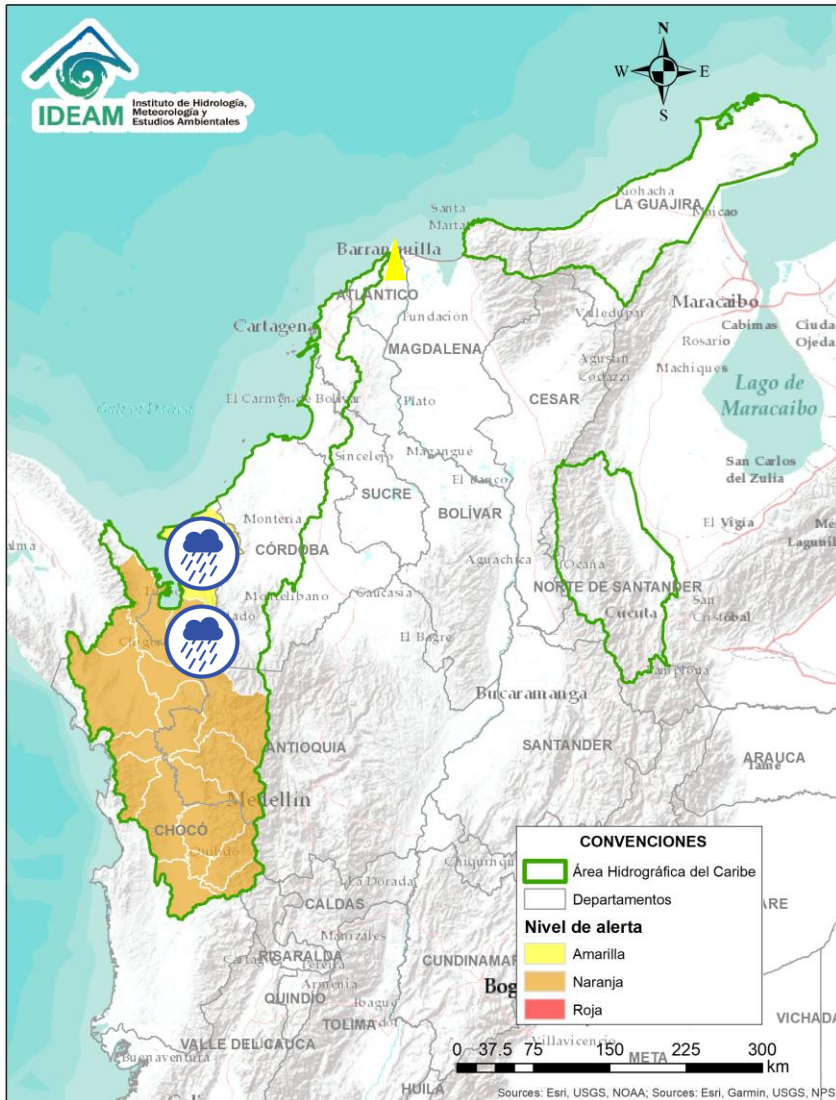 IDEAM
Instituto de Hidrología,
Meteorología y
Estudios Ambientales
N
W
E
S
Riohacha
LA GUAJIRA
Maicao
Santa
Marta
Barranquilla
ATLÁNTICO
Maracaibo
Cartagena
Fundación
Valledupar
Cabimas
Ciudad
Ojeda
Rosario
MAGDALENA
Agustín
Codazzi
Machiques
CESAR
Lago de
Maracaibo
El Carmen de Bolívar
Plato
Sincelejo
Magangué
San Carlos
del Zulia
SUCRE
El Banco
BOLÍVAR
Montería
El Vigía
CÓRDOBA
Aguachica
Ocaña
NORTE DE SANTANDER
Montelíbano
Caucasia
Cúcuta
San
Cristóbal
El Bagre
Pamplona
Bucaramanga
ANTIOQUIA
SANTANDER
ARAUCA
Tame
Medellín
CHOCÓ
Quibdó
La Dorada
CALDAS
Manizales
RISARALDA
Pereira
Armenia
QUINDÍO
Ibagué
TOLIMA
CUNDINAMAR
Bog
VALLE DEL CAUCA
Buenaventura
HUILA
Villavicencio
META
VICHADA
CONVENCIONES
Área Hidrográfica del Caribe
Departamentos
Nivel de alerta
Amarilla
Naranja
Roja
0 37.5 75 150 225 300
km
Sources: Esri, USGS, NOAA; Sources: Esri, Garmin, USGS, NPS